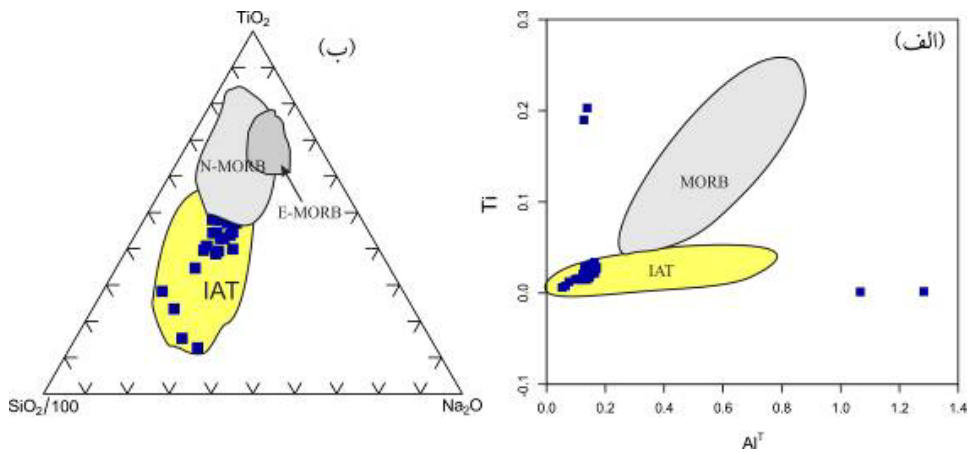 TiO₂
(ب)
N-MORB
E-MORB
IAT
SiO₂/100
Na₂O
(الف)
0.3
0.2
0.1
0.0
-0.1
Ti
MORB
IAT
0.0 0.2 0.4 0.6 0.8 1.0 1.2 1.4
Alᵀ